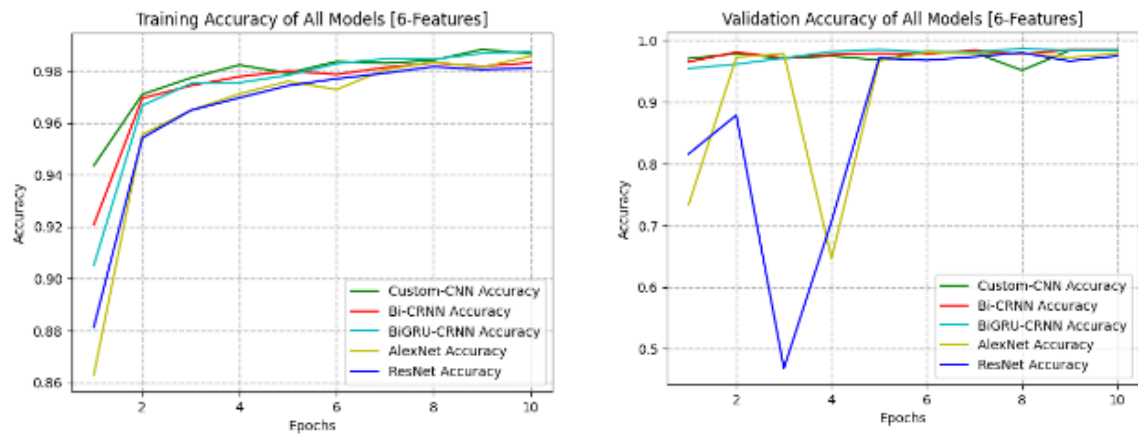 Training Accuracy of All Models [6-Features]
Accuracy
0.98
0.96
0.94
0.92
0.90
0.88
0.86
Custom-CNN Accuracy
Bi-CRNN Accuracy
BiGRU-CRNN Accuracy
AlexNet Accuracy
ResNet Accuracy
2 4 6 8 10
Epochs
Validation Accuracy of All Models [6-Features]
Accuracy
1.0
0.9
0.8
0.7
0.6
0.5
Custom-CNN Accuracy
Bi-CRNN Accuracy
BiGRU-CRNN Accuracy
AlexNet Accuracy
ResNet Accuracy
2 4 6 8 10
Epochs